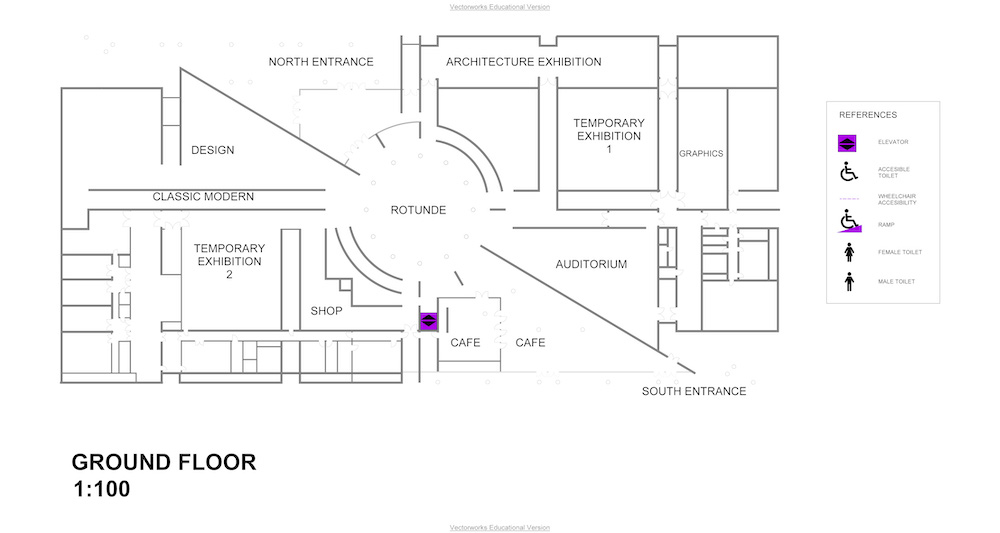 Vectorworks Educational Version
NORTH ENTRANCE
ARCHITECTURE EXHIBITION
DESIGN
TEMPORARY
EXHIBITION
1
GRAPHICS
CLASSIC MODERN
ROTUNDE
TEMPORARY
EXHIBITION
2
AUDITORIUM
SHOP
CAFE
CAFE
SOUTH ENTRANCE
REFERENCES
ELEVATOR
ACCESIBLE
TOILET
WHEELCHAIR
ACCESIBILITY
RAMP
FEMALE TOILET
MALE TOILET
GROUND FLOOR
1:100
Vectorworks Educational Version